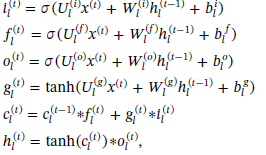 i_l^{(t)} = σ(U_l^{(i)}x^{(t)} + W_l^{(i)}h_l^{(t−1)} + b_l^i)
f_l^{(t)} = σ(U_l^{(f)}x^{(t)} + W_l^{(f)}h_l^{(t−1)} + b_l^f)
o_l^{(t)} = σ(U_l^{(o)}x^{(t)} + W_l^{(o)}h_l^{(t−1)} + b_l^o)
g_l^{(t)} = tanh(U_l^{(g)}x^{(t)} + W_l^{(g)}h_l^{(t−1)} + b_l^g)
c_l^{(t)} = c_l^{(t−1)}*f_l^{(t)} + g_l^{(t)}*i_l^{(t)}
h_l^{(t)} = tanh(c_l^{(t)})*o_l^{(t)},